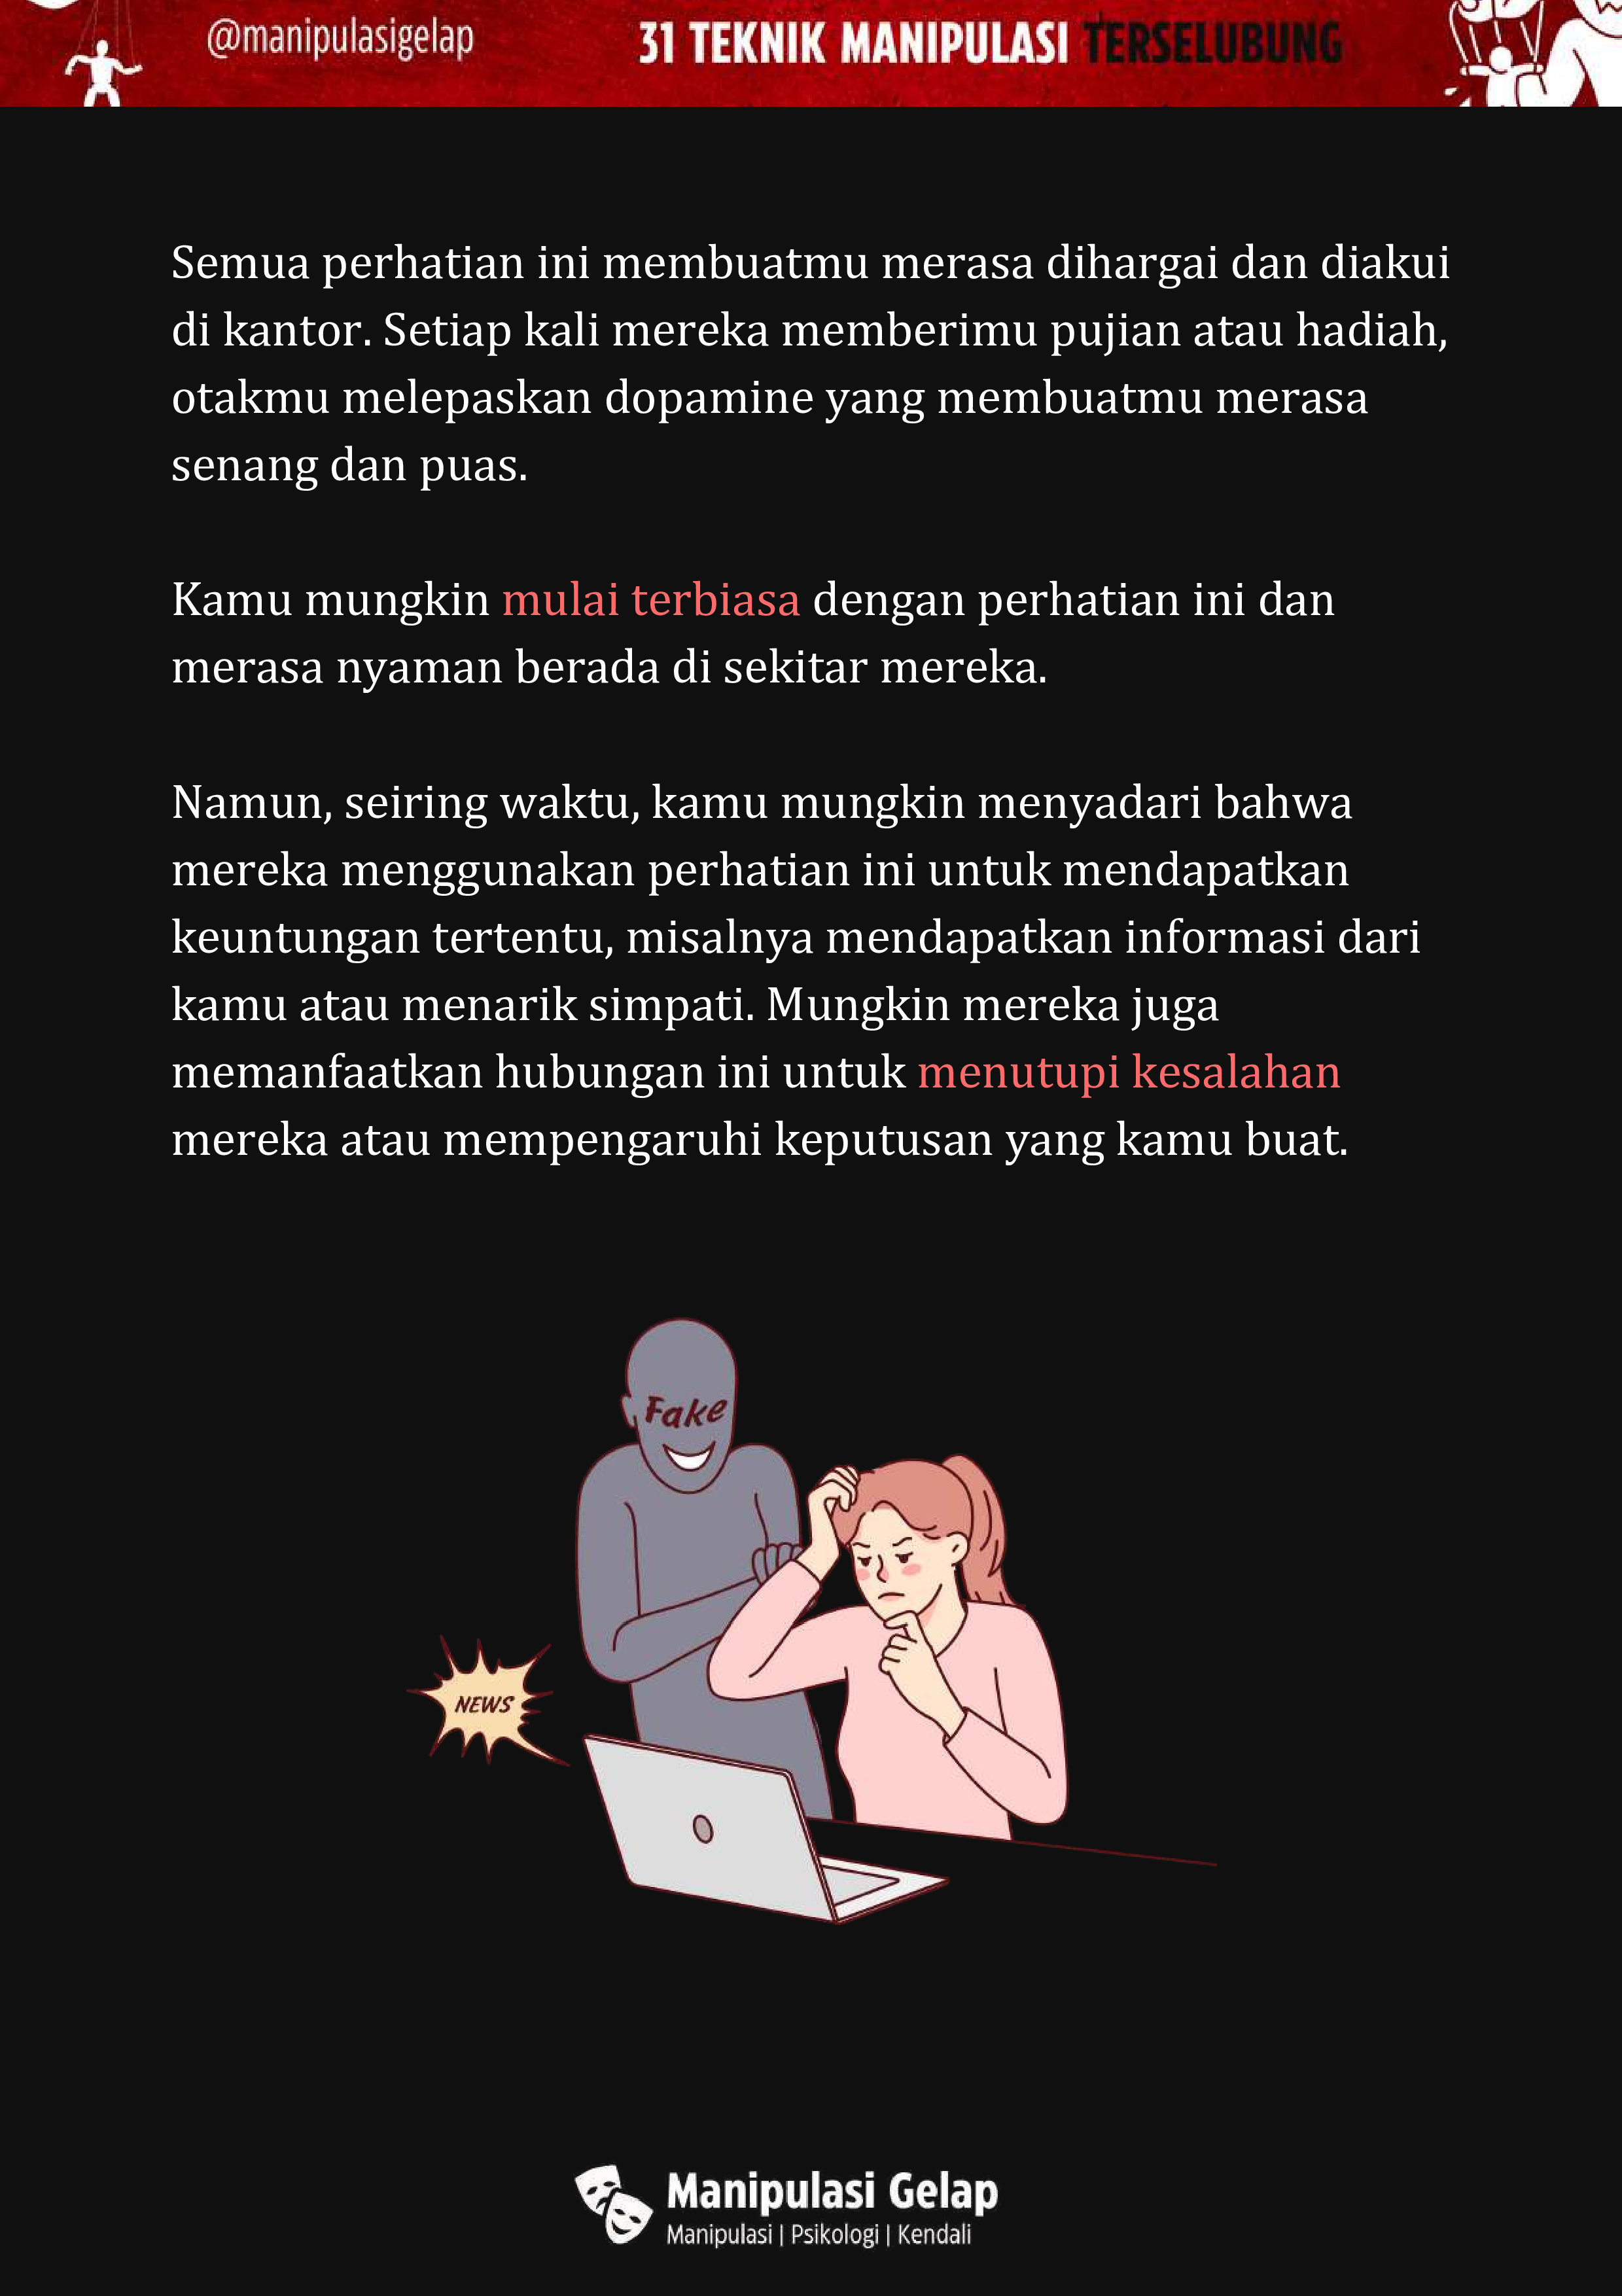 @manipulasigelap
31 TEKNIK MANIPULASI TERSELUBUNG
Semua perhatian ini membuatmu merasa dihargai dan diakui
di kantor. Setiap kali mereka memberimu pujian atau hadiah,
otakmu melepaskan dopamine yang membuatmu merasa
senang dan puas.
Kamu mungkin mulai terbiasa dengan perhatian ini dan
merasa nyaman berada di sekitar mereka.
Namun, seiring waktu, kamu mungkin menyadari bahwa
mereka menggunakan perhatian ini untuk mendapatkan
keuntungan tertentu, misalnya mendapatkan informasi dari
kamu atau menarik simpati. Mungkin mereka juga
memanfaatkan hubungan ini untuk menutupi kesalahan
mereka atau mempengaruhi keputusan yang kamu buat.
Fake
NEWS
Manipulasi Gelap
Manipulasi | Psikologi | Kendali